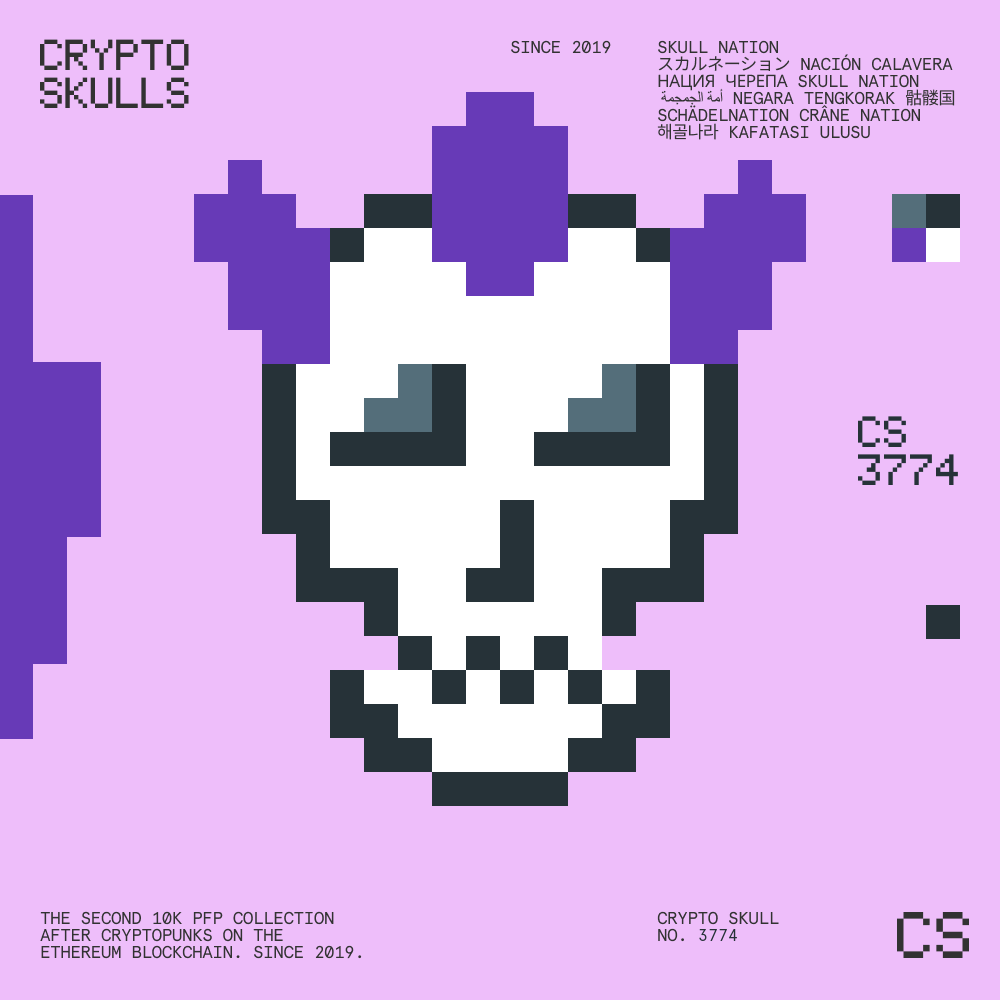 CRYPTO
SKULLS
SINCE 2019
SKULL NATION
スカルネーション NACIÓN CALAVERA
НАЦИЯ ЧЕРЕПА SKULL NATION
أمة الجمجمة NEGARA TENGKORAK 骷髅国
SCHÄDELNATION CRÂNE NATION
해골나라 KAFATASI ULUSU
CS
3774
THE SECOND 10K PFP COLLECTION
AFTER CRYPTOPUNKS ON THE
ETHEREUM BLOCKCHAIN. SINCE 2019.
CRYPTO SKULL
NO. 3774
CS